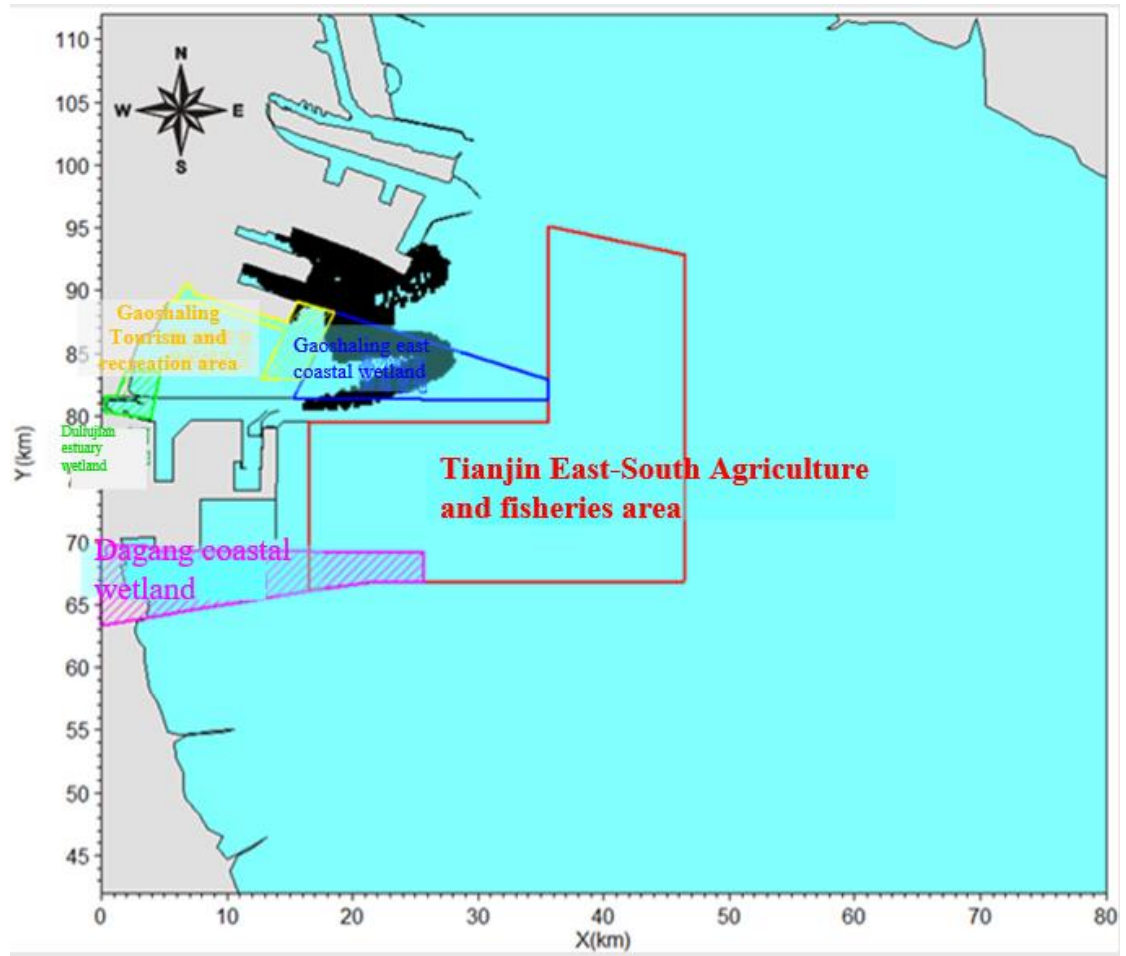 110
105
100
95
90
85
80
75
70
65
60
55
50
45
Y(km)
N
W
E
S
Gaoshaling
Tourism and
recseation area
Gaoshaling east
coastal wetland
Duliujian
estuary
wetland
Tianjin East-South Agriculture
and fisheries area
Dagang coastal
wetland
0 10 20 30 40 50 60 70 80
X(km)